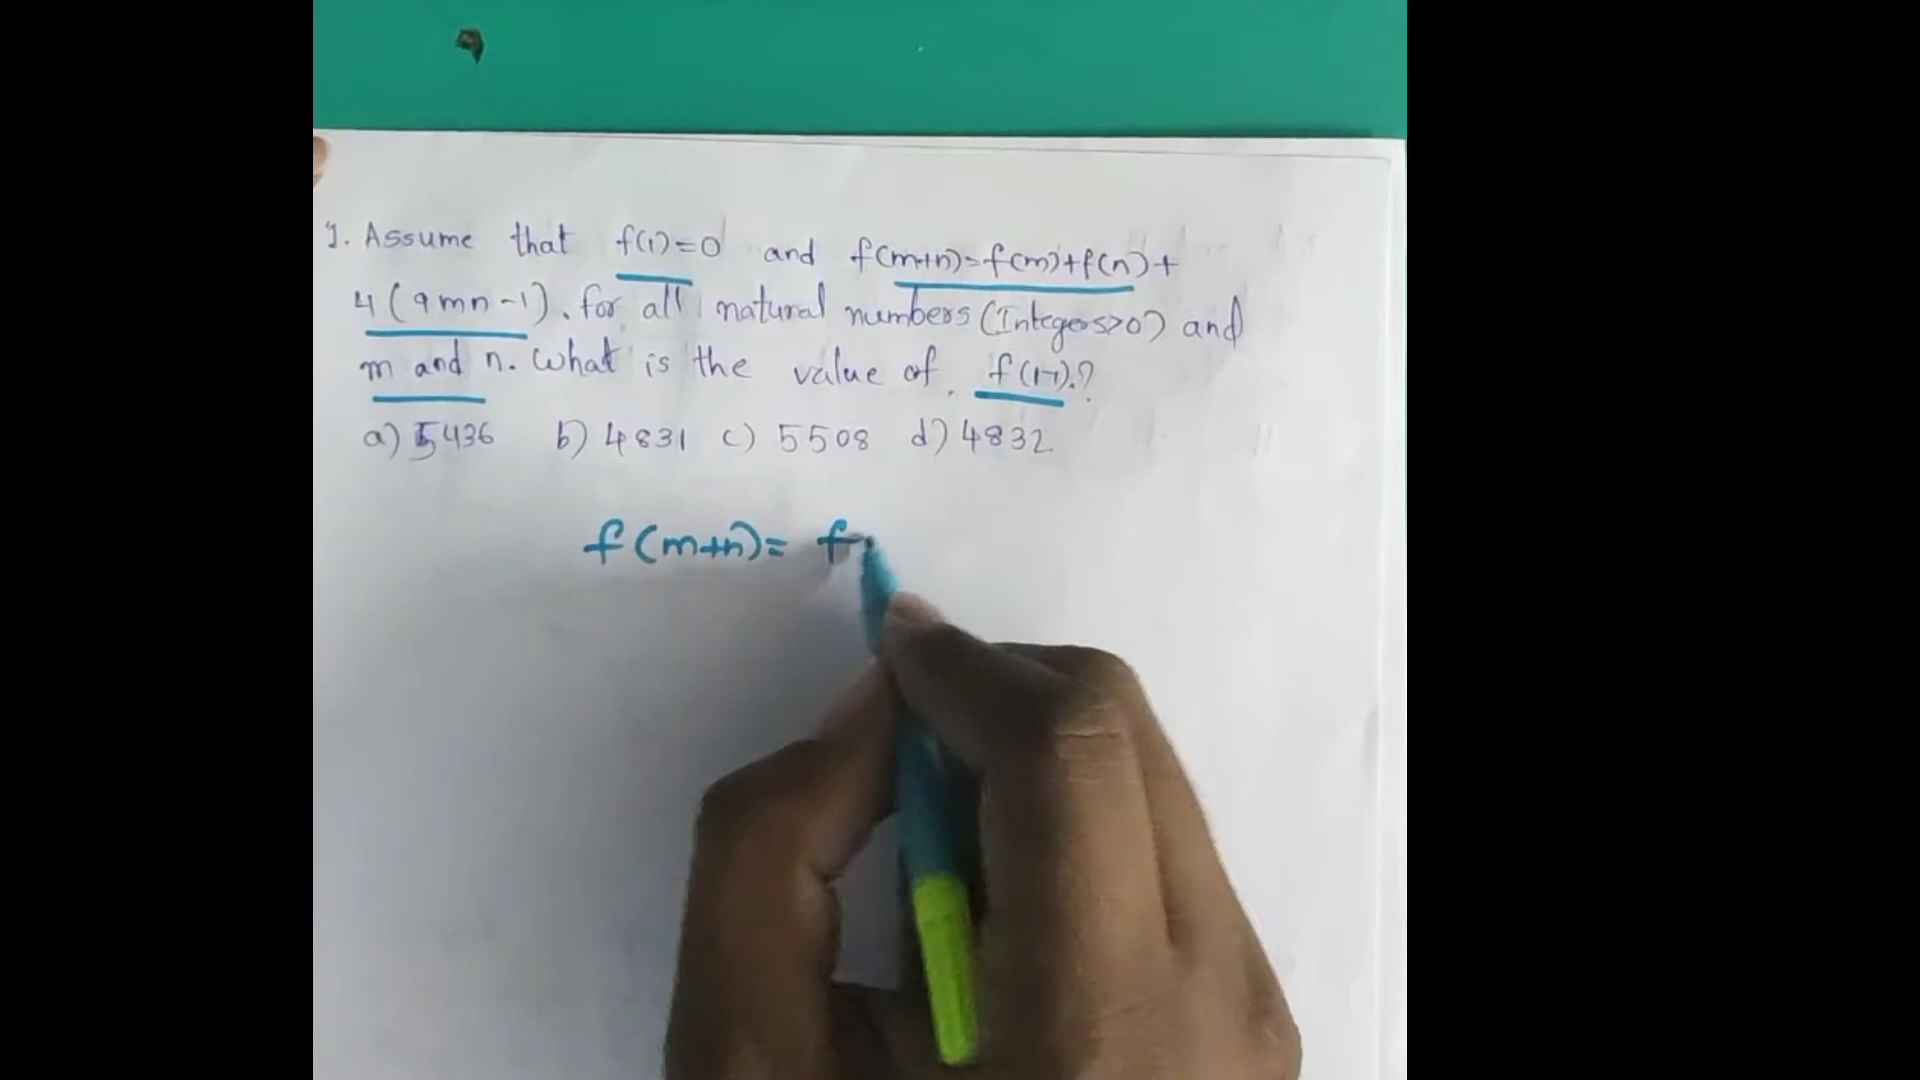 1. Assume that f(1)=0 and f(m+n)=f(m)+f(n)+
4(9mn-1). for all natural numbers (Integers>0) and
m and n. What is the value of f(17).?
a) 5436 b) 4831 c) 5508 d) 4832
f(m+n)= f